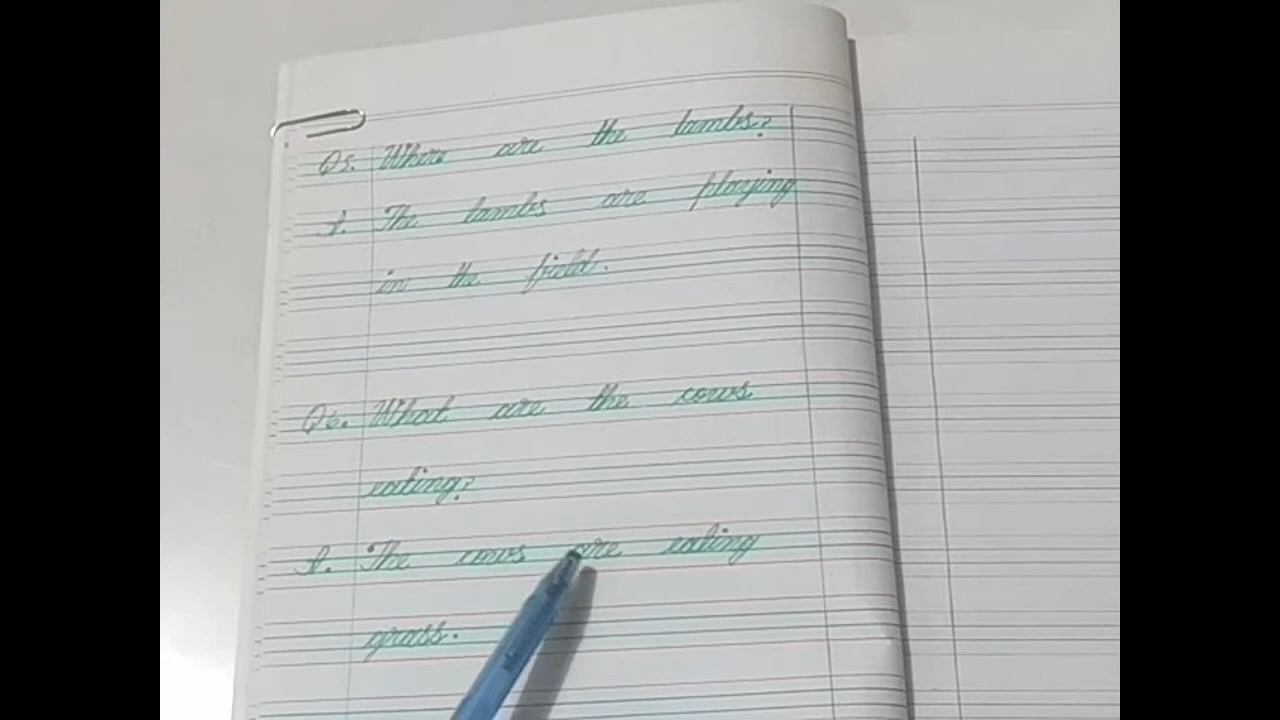 Q5. Where are the lambs?
A. The lambs are playing
in the field.
Q6. What are the cows
eating?
A. The cows are eating
grass.